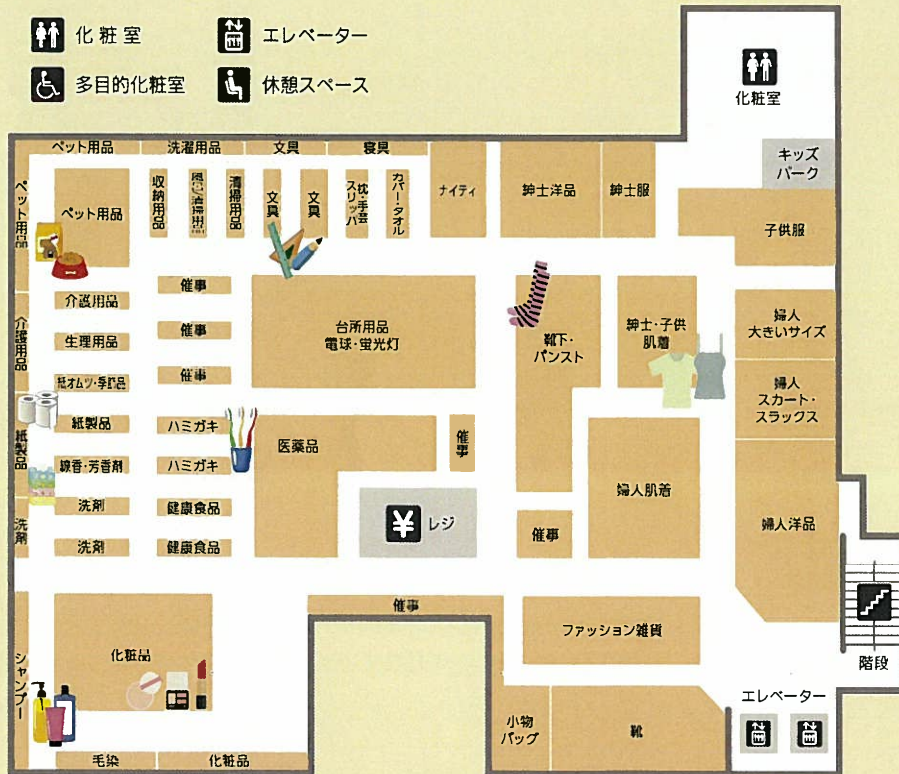 化粧室
エレベーター
多目的化粧室
休憩スペース
化粧室
キッズ
パーク
ペット用品
洗濯用品
文具
寝具
ペット用品
ペット用品
収納用品
清掃用品
文具
文具
枕・手芸
スリッパ
カバー・タオル
ナイティ
紳士洋品
紳士服
子供服
介護用品
介護用品
生理用品
紙オムツ・季節品
紙製品
紙製品
線香・芳香剤
洗剤
洗剤
洗剤
催事
催事
催事
ハミガキ
ハミガキ
健康食品
健康食品
台所用品
電球・蛍光灯
医薬品
催事
¥
レジ
靴下・
パンスト
紳士・子供
肌着
婦人
大きいサイズ
婦人
スカート・
スラックス
婦人肌着
催事
婦人洋品
シャンプー
化粧品
催事
ファッション雑貨
階段
エレベーター
小物
バッグ
靴
毛染
化粧品